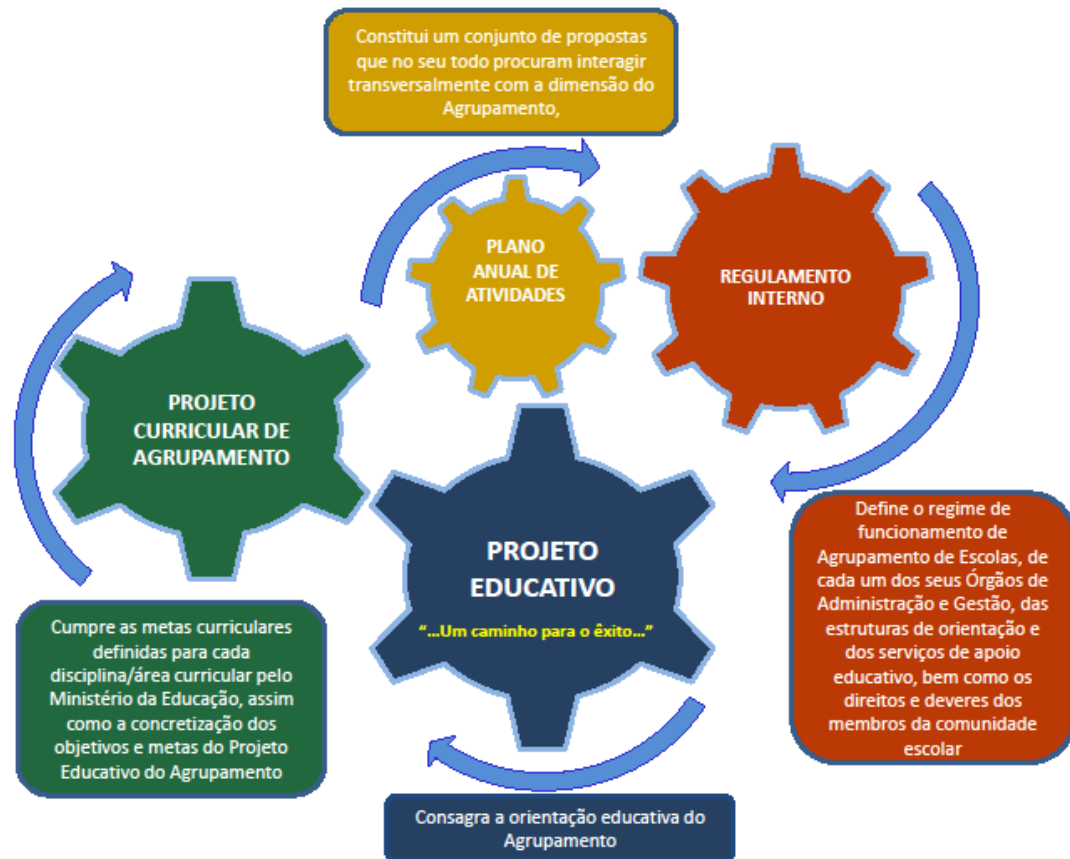 Constitui um conjunto de propostas
que no seu todo procuram interagir
transversalmente com a dimensão do
Agrupamento,
PLANO
ANUAL DE
ATIVIDADES
REGULAMENTO
INTERNO
PROJETO
CURRICULAR DE
AGRUPAMENTO
PROJETO
EDUCATIVO
“...Um caminho para o êxito...”
Define o regime de
funcionamento de
Agrupamento de Escolas, de
cada um dos seus Órgãos de
Administração e Gestão, das
estruturas de orientação e
dos serviços de apoio
educativo, bem como os
direitos e deveres dos
membros da comunidade
escolar
Cumpre as metas curriculares
definidas para cada
disciplina/área curricular pelo
Ministério da Educação, assim
como a concretização dos
objetivos e metas do Projeto
Educativo do Agrupamento
Consagra a orientação educativa do
Agrupamento